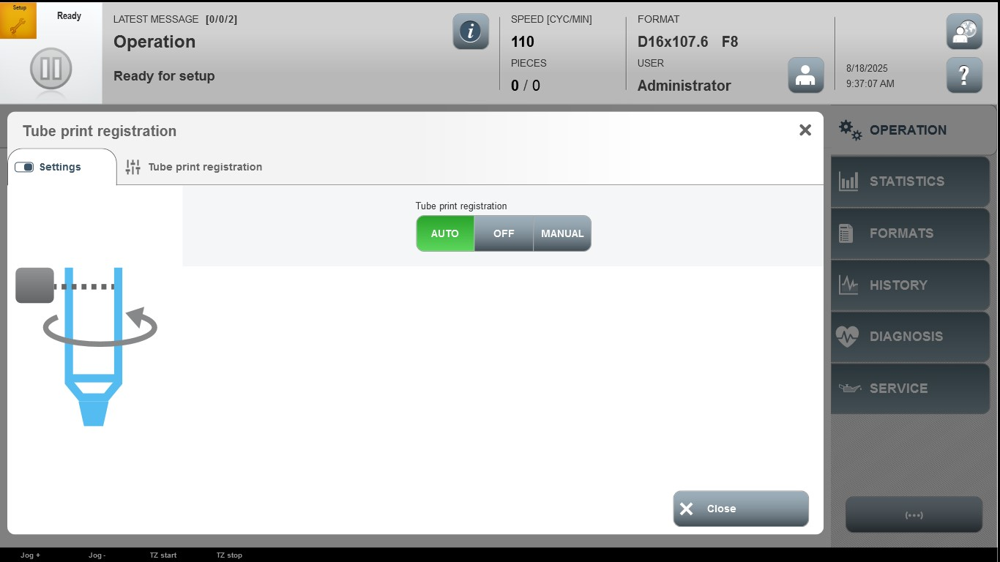 Setup
Ready
LATEST MESSAGE [0/0/2]
Operation
Ready for setup
i
SPEED [CYC/MIN]
110
PIECES
0 / 0
FORMAT
D16x107.6 F8
USER
Administrator
8/18/2025
9:37:07 AM
?
Tube print registration
Settings
Tube print registration
Tube print registration
AUTO OFF MANUAL
Close
OPERATION
STATISTICS
FORMATS
HISTORY
DIAGNOSIS
SERVICE
(•••)
Jog + Jog - TZ start TZ stop